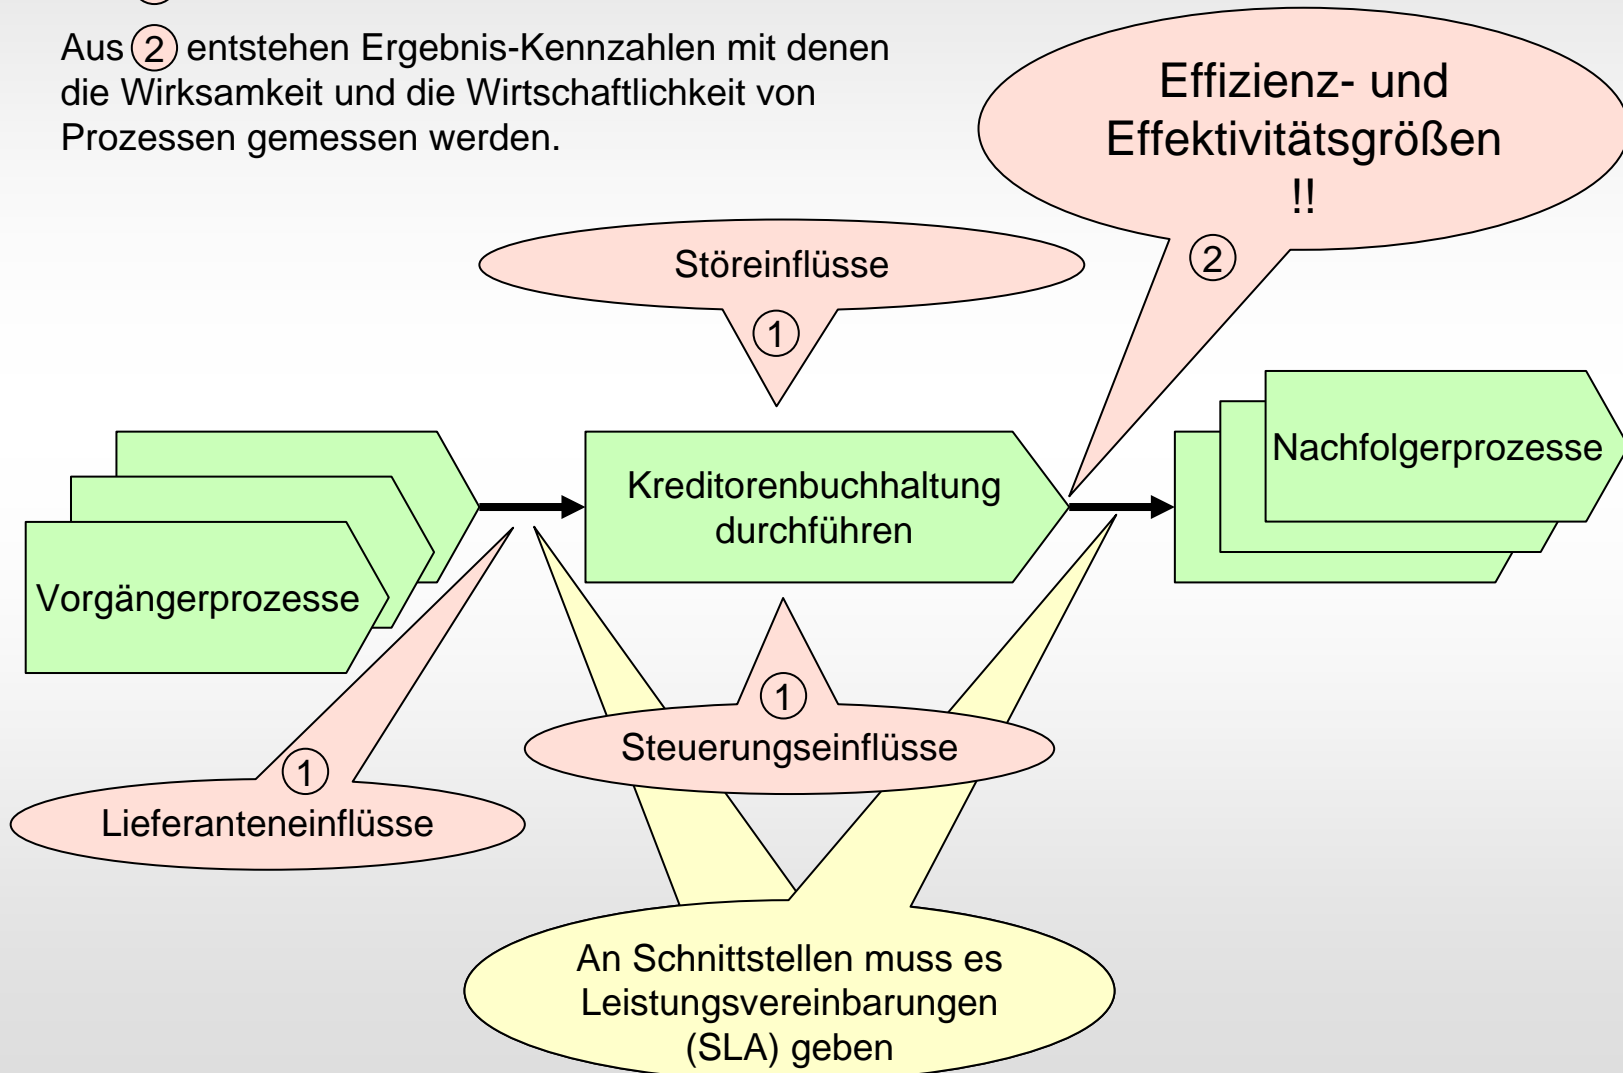 Aus ② entstehen Ergebnis-Kennzahlen mit denen
die Wirksamkeit und die Wirtschaftlichkeit von
Prozessen gemessen werden.
Effizienz- und
Effektivitätsgrößen
!!
②
Störeinflüsse
①
Nachfolgerprozesse
Kreditorenbuchhaltung
durchführen
Vorgängerprozesse
①
Steuerungseinflüsse
①
Lieferanteneinflüsse
An Schnittstellen muss es
Leistungsvereinbarungen
(SLA) geben